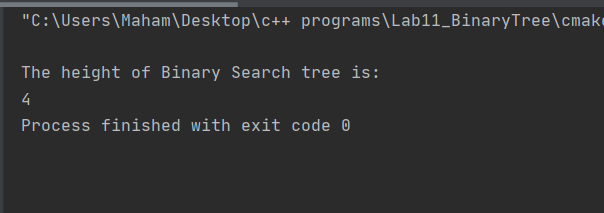 "C:\Users\Maham\Desktop\c++ programs\Lab11_BinaryTree\cmak
The height of Binary Search tree is:
4
Process finished with exit code 0